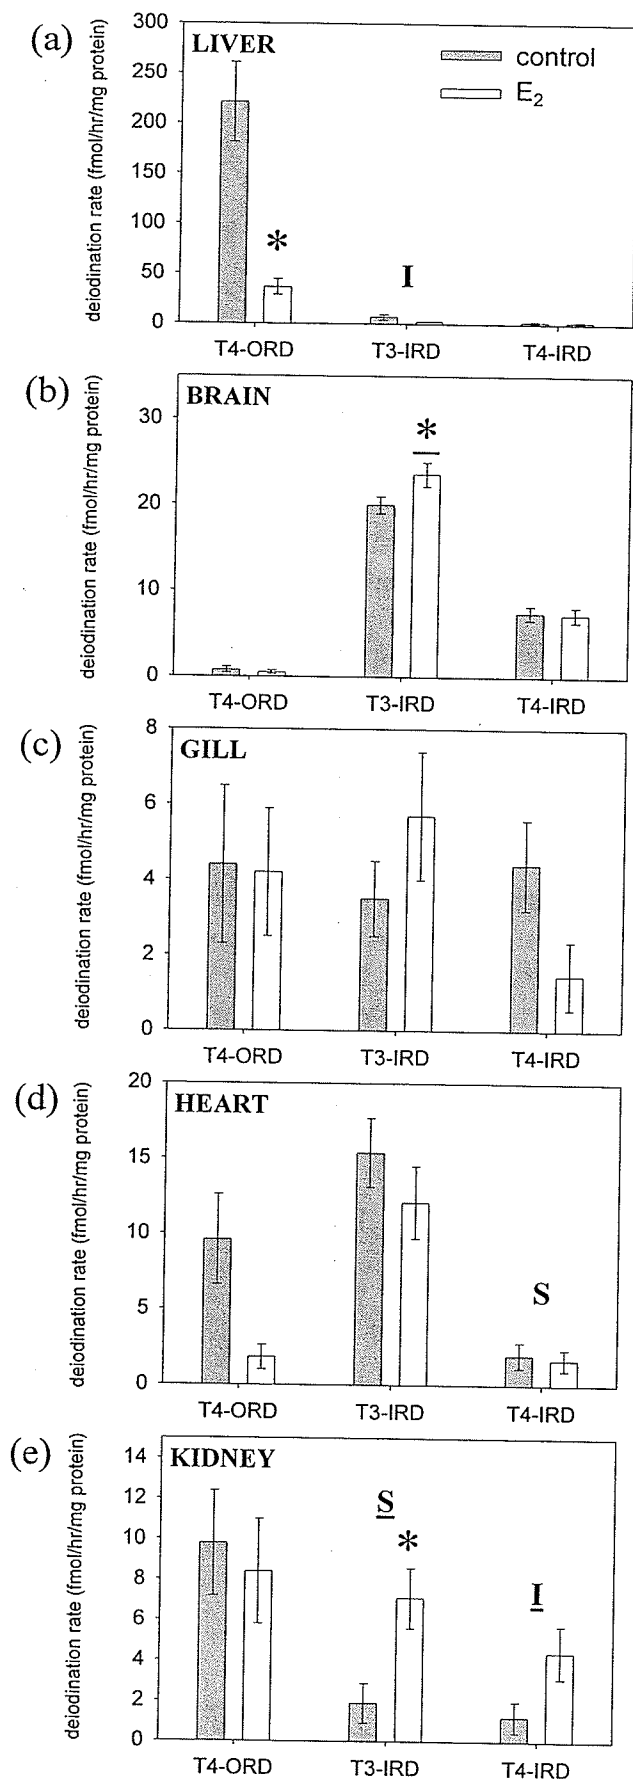 (a)
LIVER
control
E₂
deiodination rate (fmol/hr/mg protein)
300
250
200
150
100
50
0
*
I
T4-ORD T3-IRD T4-IRD
(b)
BRAIN
deiodination rate (fmol/hr/mg protein)
30
20
10
0
*
T4-ORD T3-IRD T4-IRD
(c)
GILL
deiodination rate (fmol/hr/mg protein)
8
6
4
2
0
T4-ORD T3-IRD T4-IRD
(d)
HEART
deiodination rate (fmol/hr/mg protein)
20
15
10
5
0
S
T4-ORD T3-IRD T4-IRD
(e)
KIDNEY
deiodination rate (fmol/hr/mg protein)
14
12
10
8
6
4
2
0
S
*
I
T4-ORD T3-IRD T4-IRD